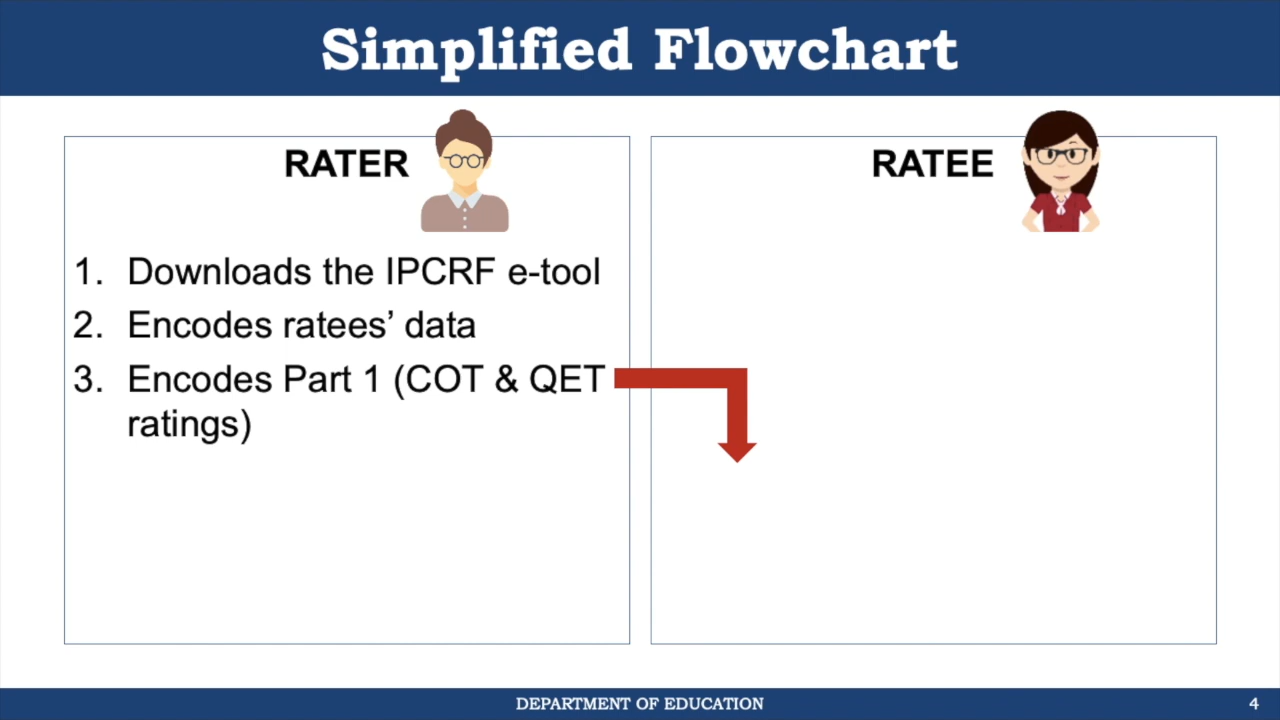 Simplified Flowchart
RATER
1. Downloads the IPCRF e-tool
2. Encodes ratees’ data
3. Encodes Part 1 (COT & QET
ratings)
RATEE
DEPARTMENT OF EDUCATION
4